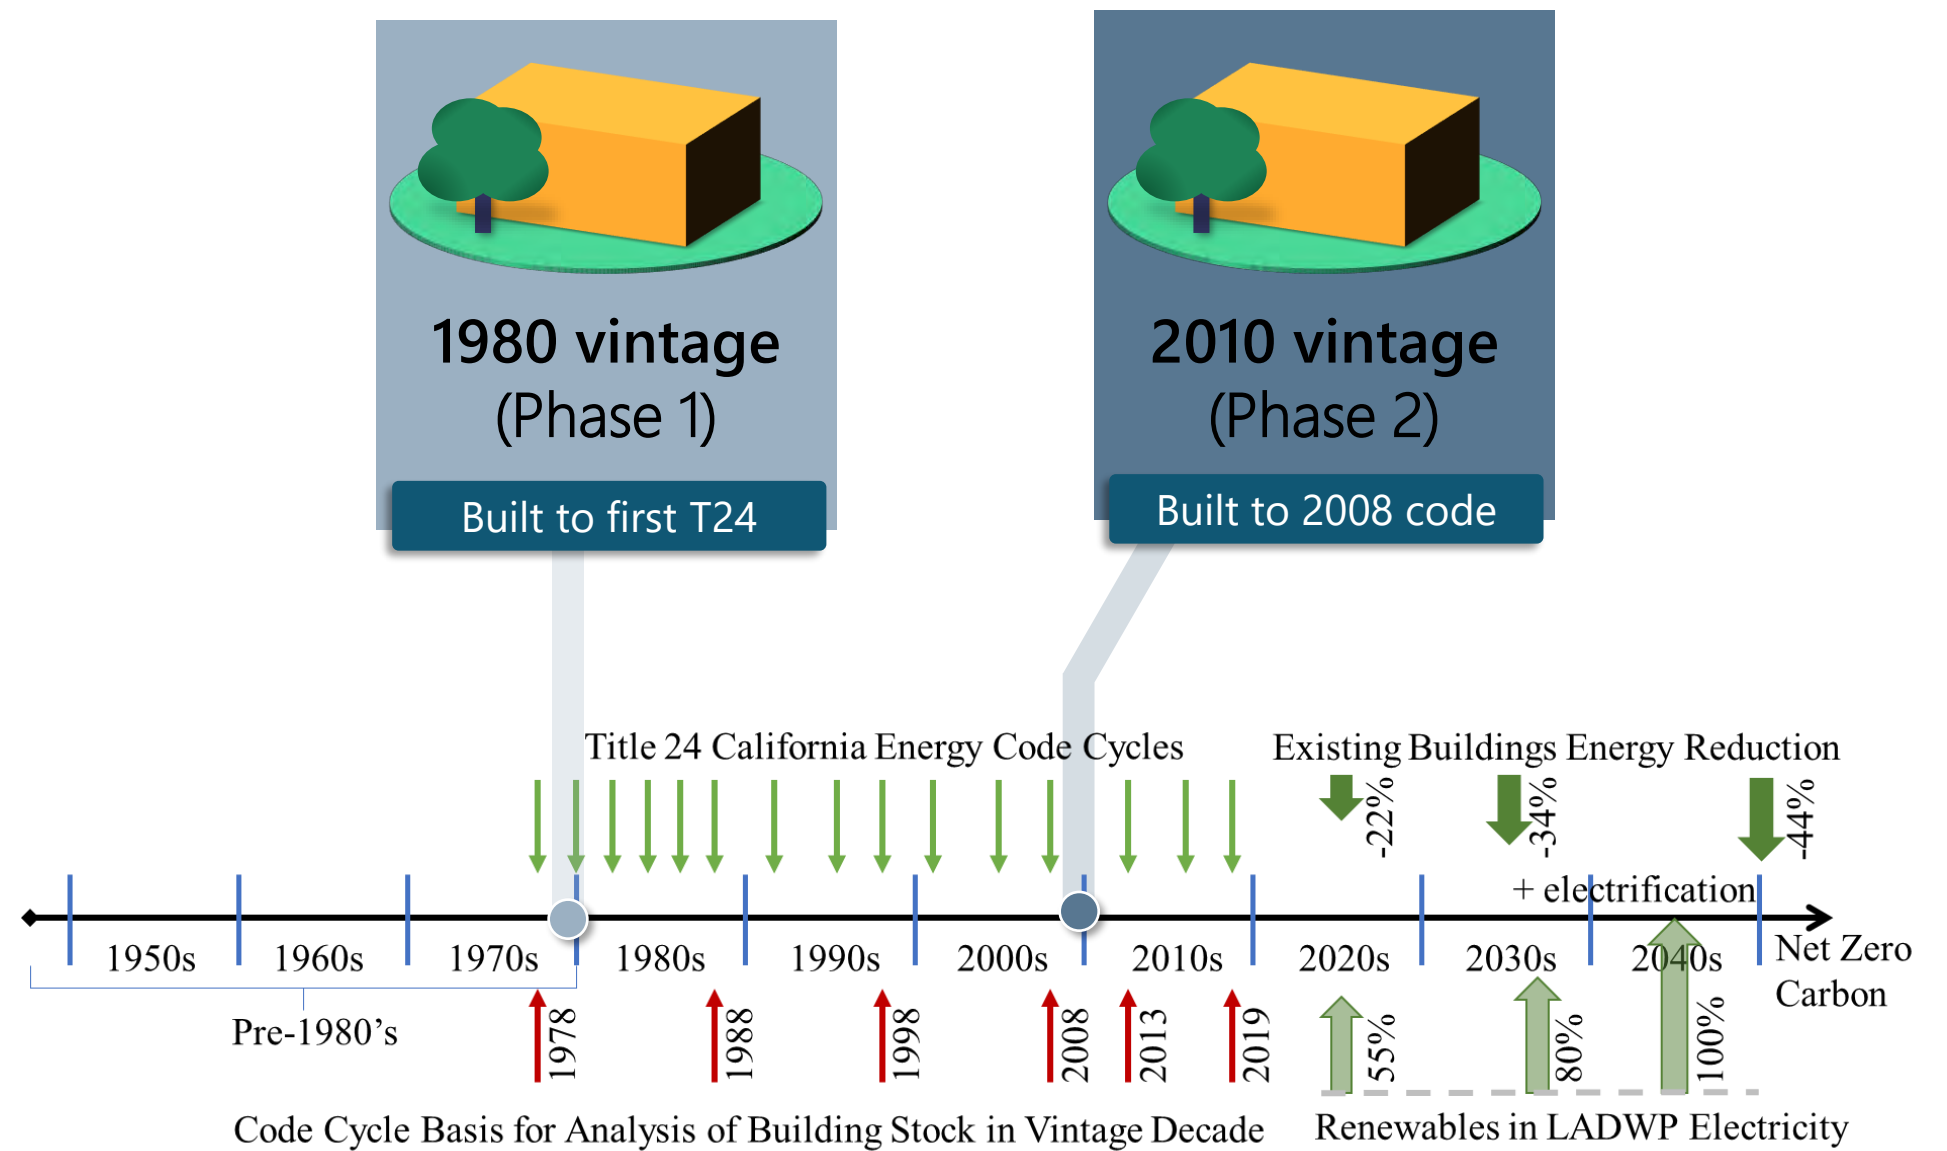 1980 vintage
(Phase 1)
Built to first T24
2010 vintage
(Phase 2)
Built to 2008 code
Title 24 California Energy Code Cycles
Existing Buildings Energy Reduction
-22%
-34%
-44%
+ electrification
1950s
1960s
1970s
1980s
1990s
2000s
2010s
2020s
2030s
2040s
Net Zero
Carbon
Pre-1980’s
1978
1988
1998
2008
2013
2019
55%
80%
100%
Code Cycle Basis for Analysis of Building Stock in Vintage Decade
Renewables in LADWP Electricity